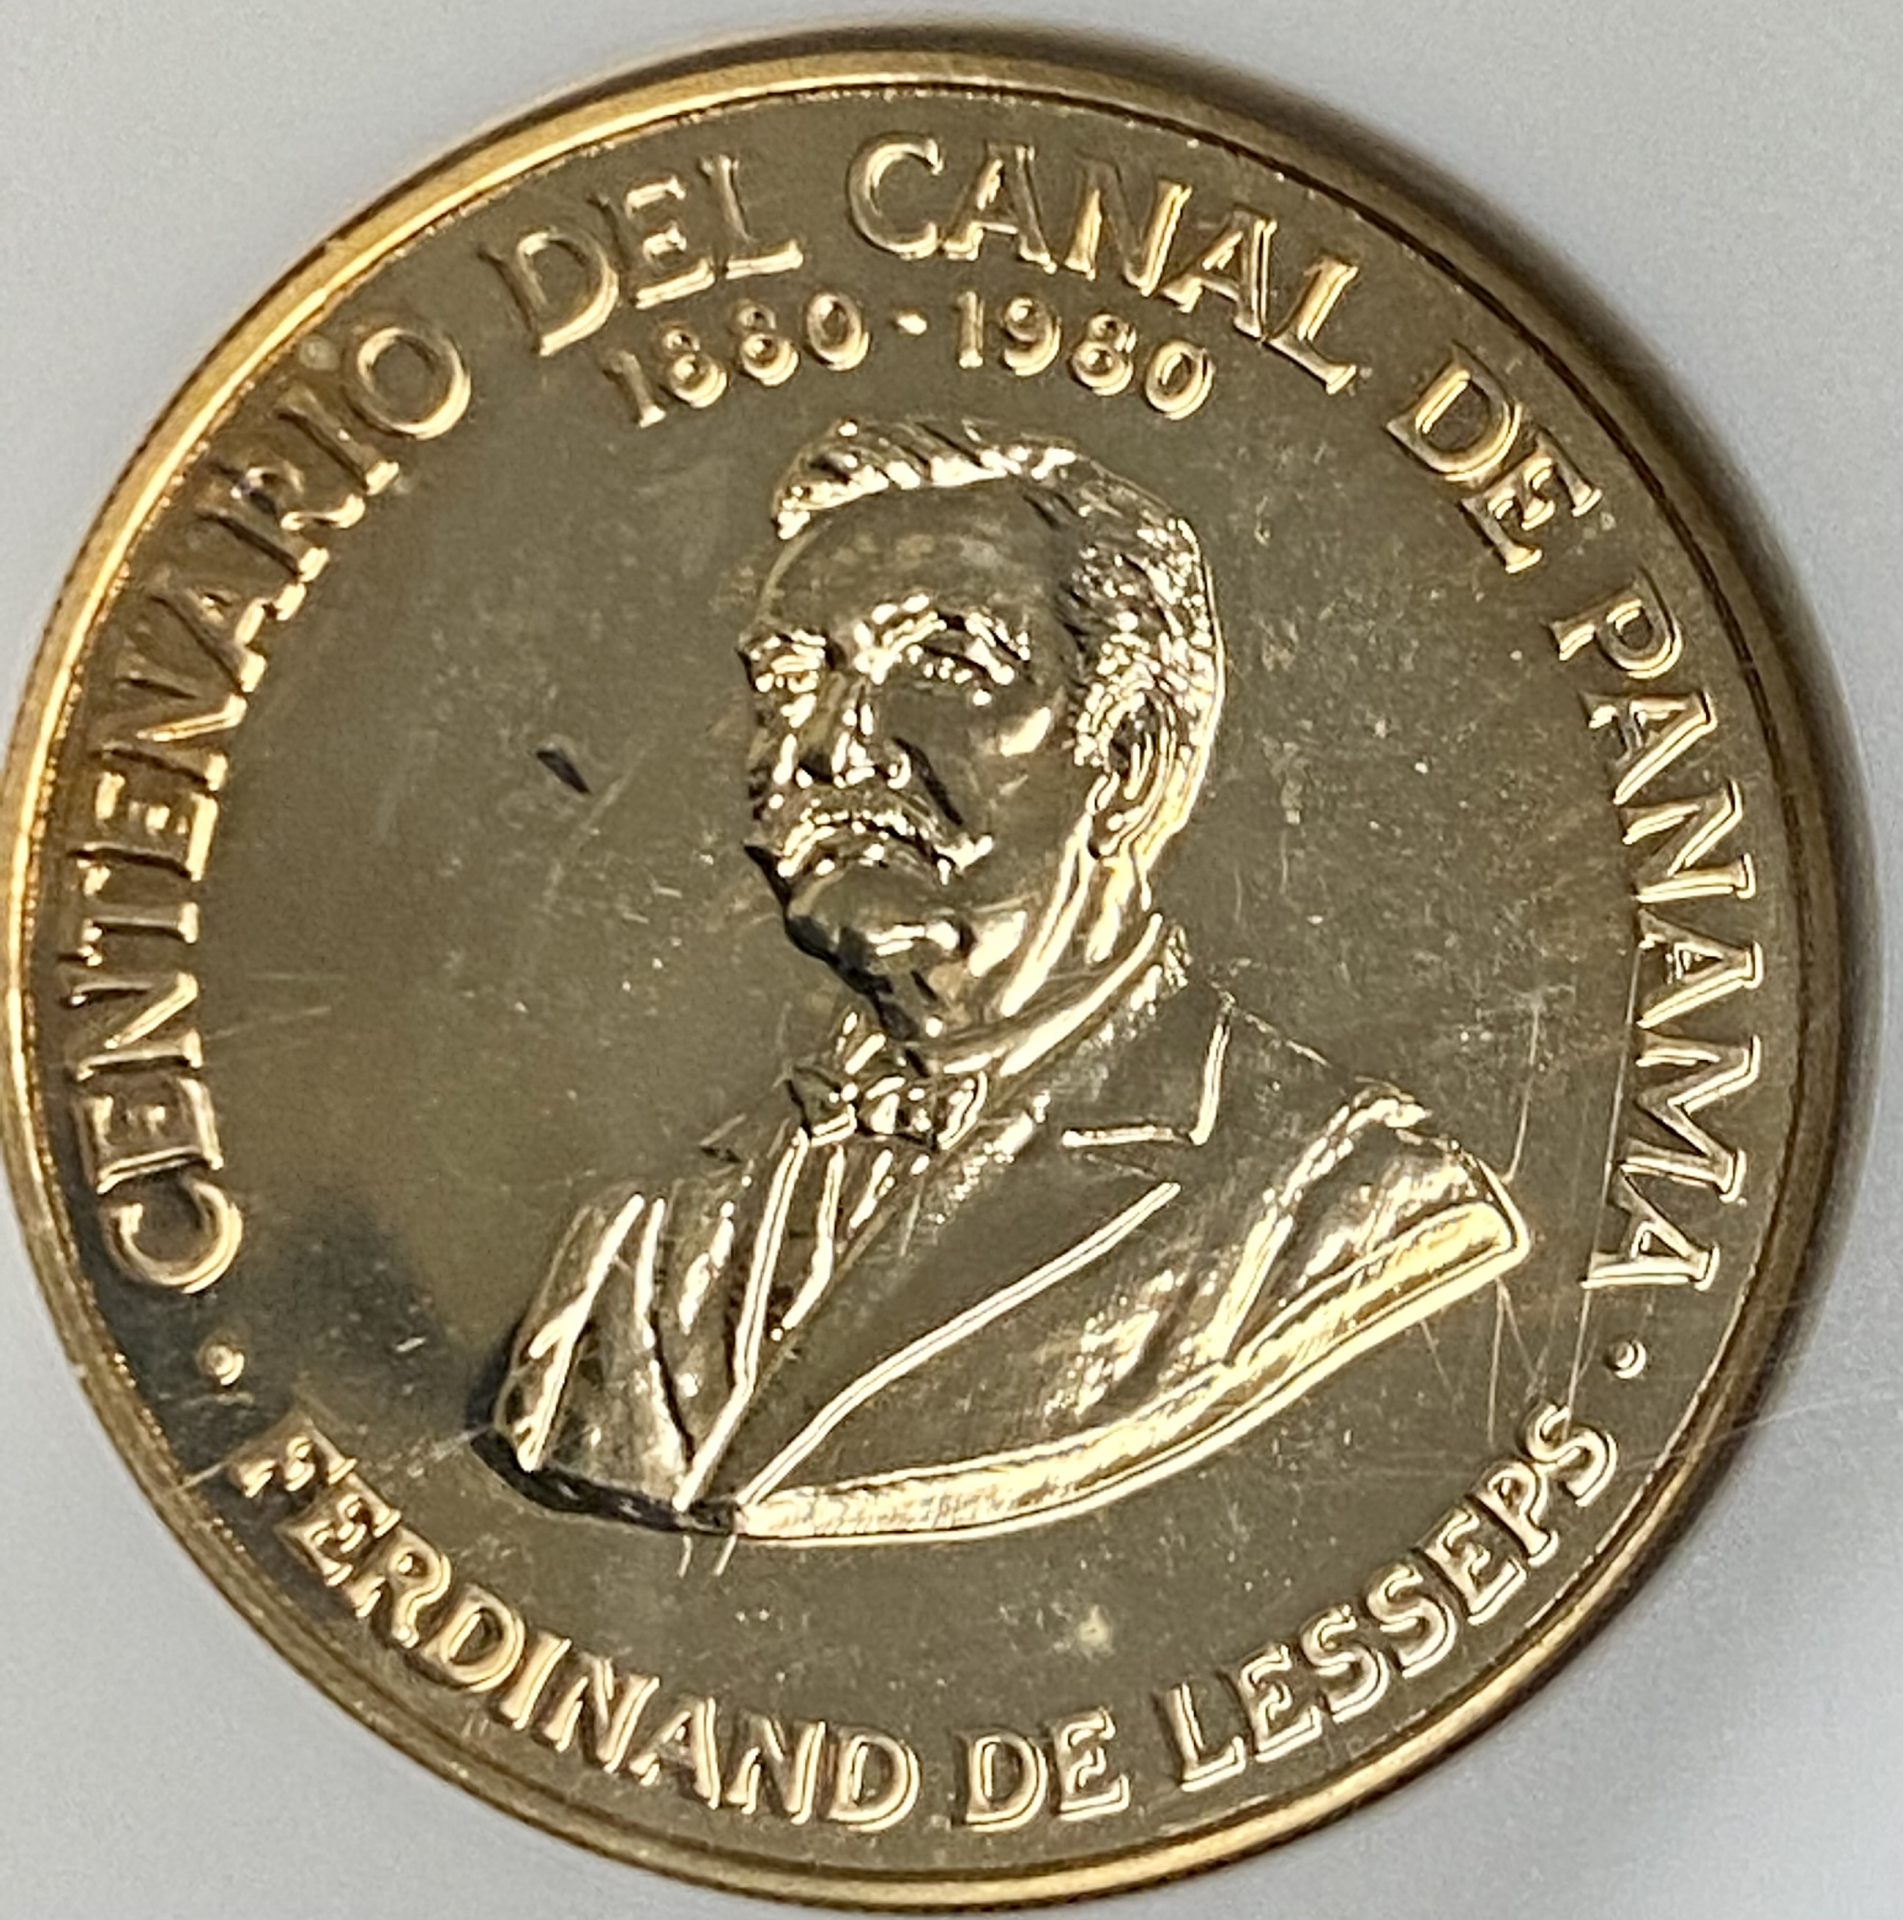 CENTENARIO DEL CANAL DE PANAMA
1880 - 1980
· FERDINAND DE LESSEPS ·